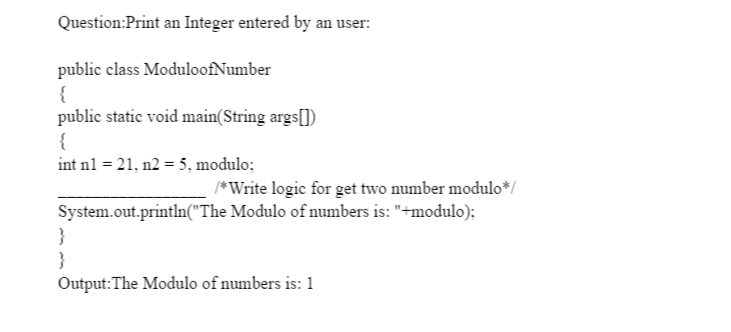 Question:Print an Integer entered by an user:
public class ModuloofNumber
{
public static void main(String args[])
{
int n1 = 21, n2 = 5, modulo;
_________________ /*Write logic for get two number modulo*/
System.out.println("The Modulo of numbers is: "+modulo);
}
}
Output:The Modulo of numbers is: 1